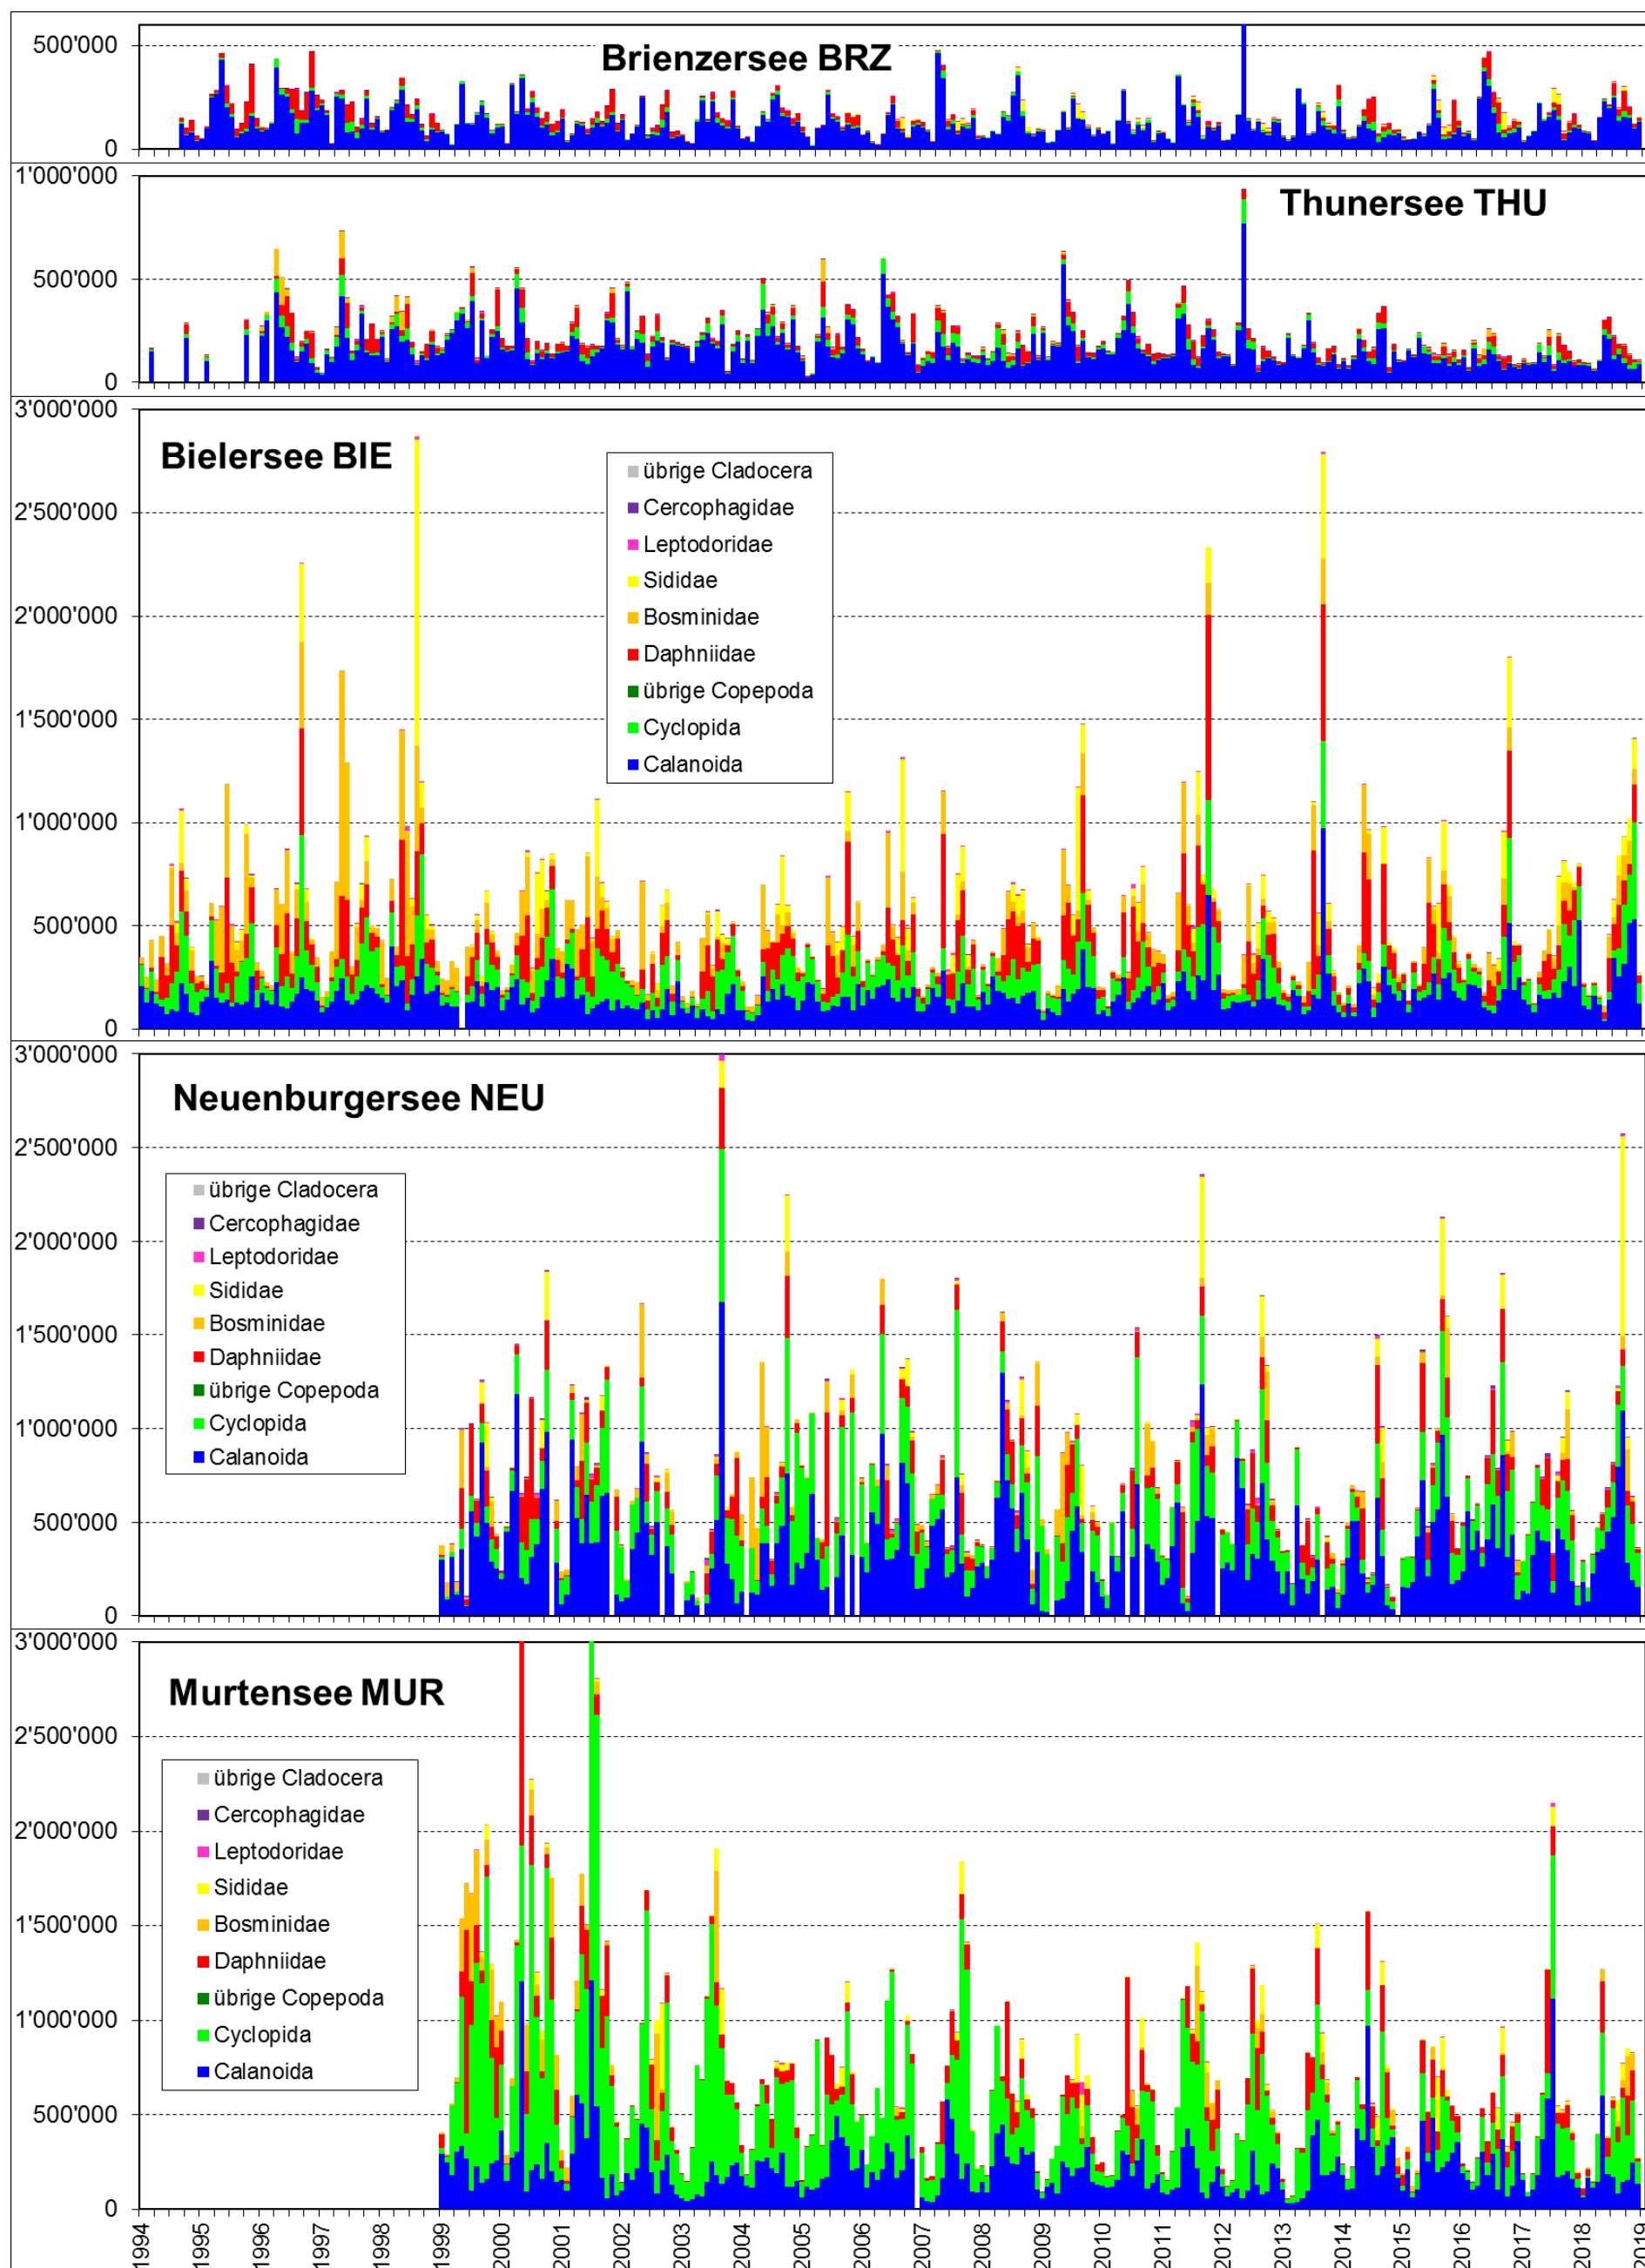 Brienzersee BRZ
500'000
0
1'000'000
Thunersee THU
500'000
0
3'000'000
Bielersee BIE
übrige Cladocera
Cercophagidae
2'500'000
Leptodoridae
Sididae
2'000'000
Bosminidae
Daphniidae
übrige Copepoda
1'500'000
Cyclopida
Calanoida
1'000'000
500'000
0
3'000'000
Neuenburgersee NEU
2'500'000
übrige Cladocera
Cercophagidae
2'000'000
Leptodoridae
Sididae
Bosminidae
1'500'000
Daphniidae
übrige Copepoda
Cyclopida
1'000'000
Calanoida
500'000
0
3'000'000
Murtensee MUR
2'500'000
übrige Cladocera
Cercophagidae
2'000'000
Leptodoridae
Sididae
Bosminidae
1'500'000
Daphniidae
übrige Copepoda
Cyclopida
1'000'000
Calanoida
500'000
0
1994 1995 1996 1997 1998 1999 2000 2001 2002 2003 2004 2005 2006 2007 2008 2009 2010 2011 2012 2013 2014 2015 2016 2017 2018 2019